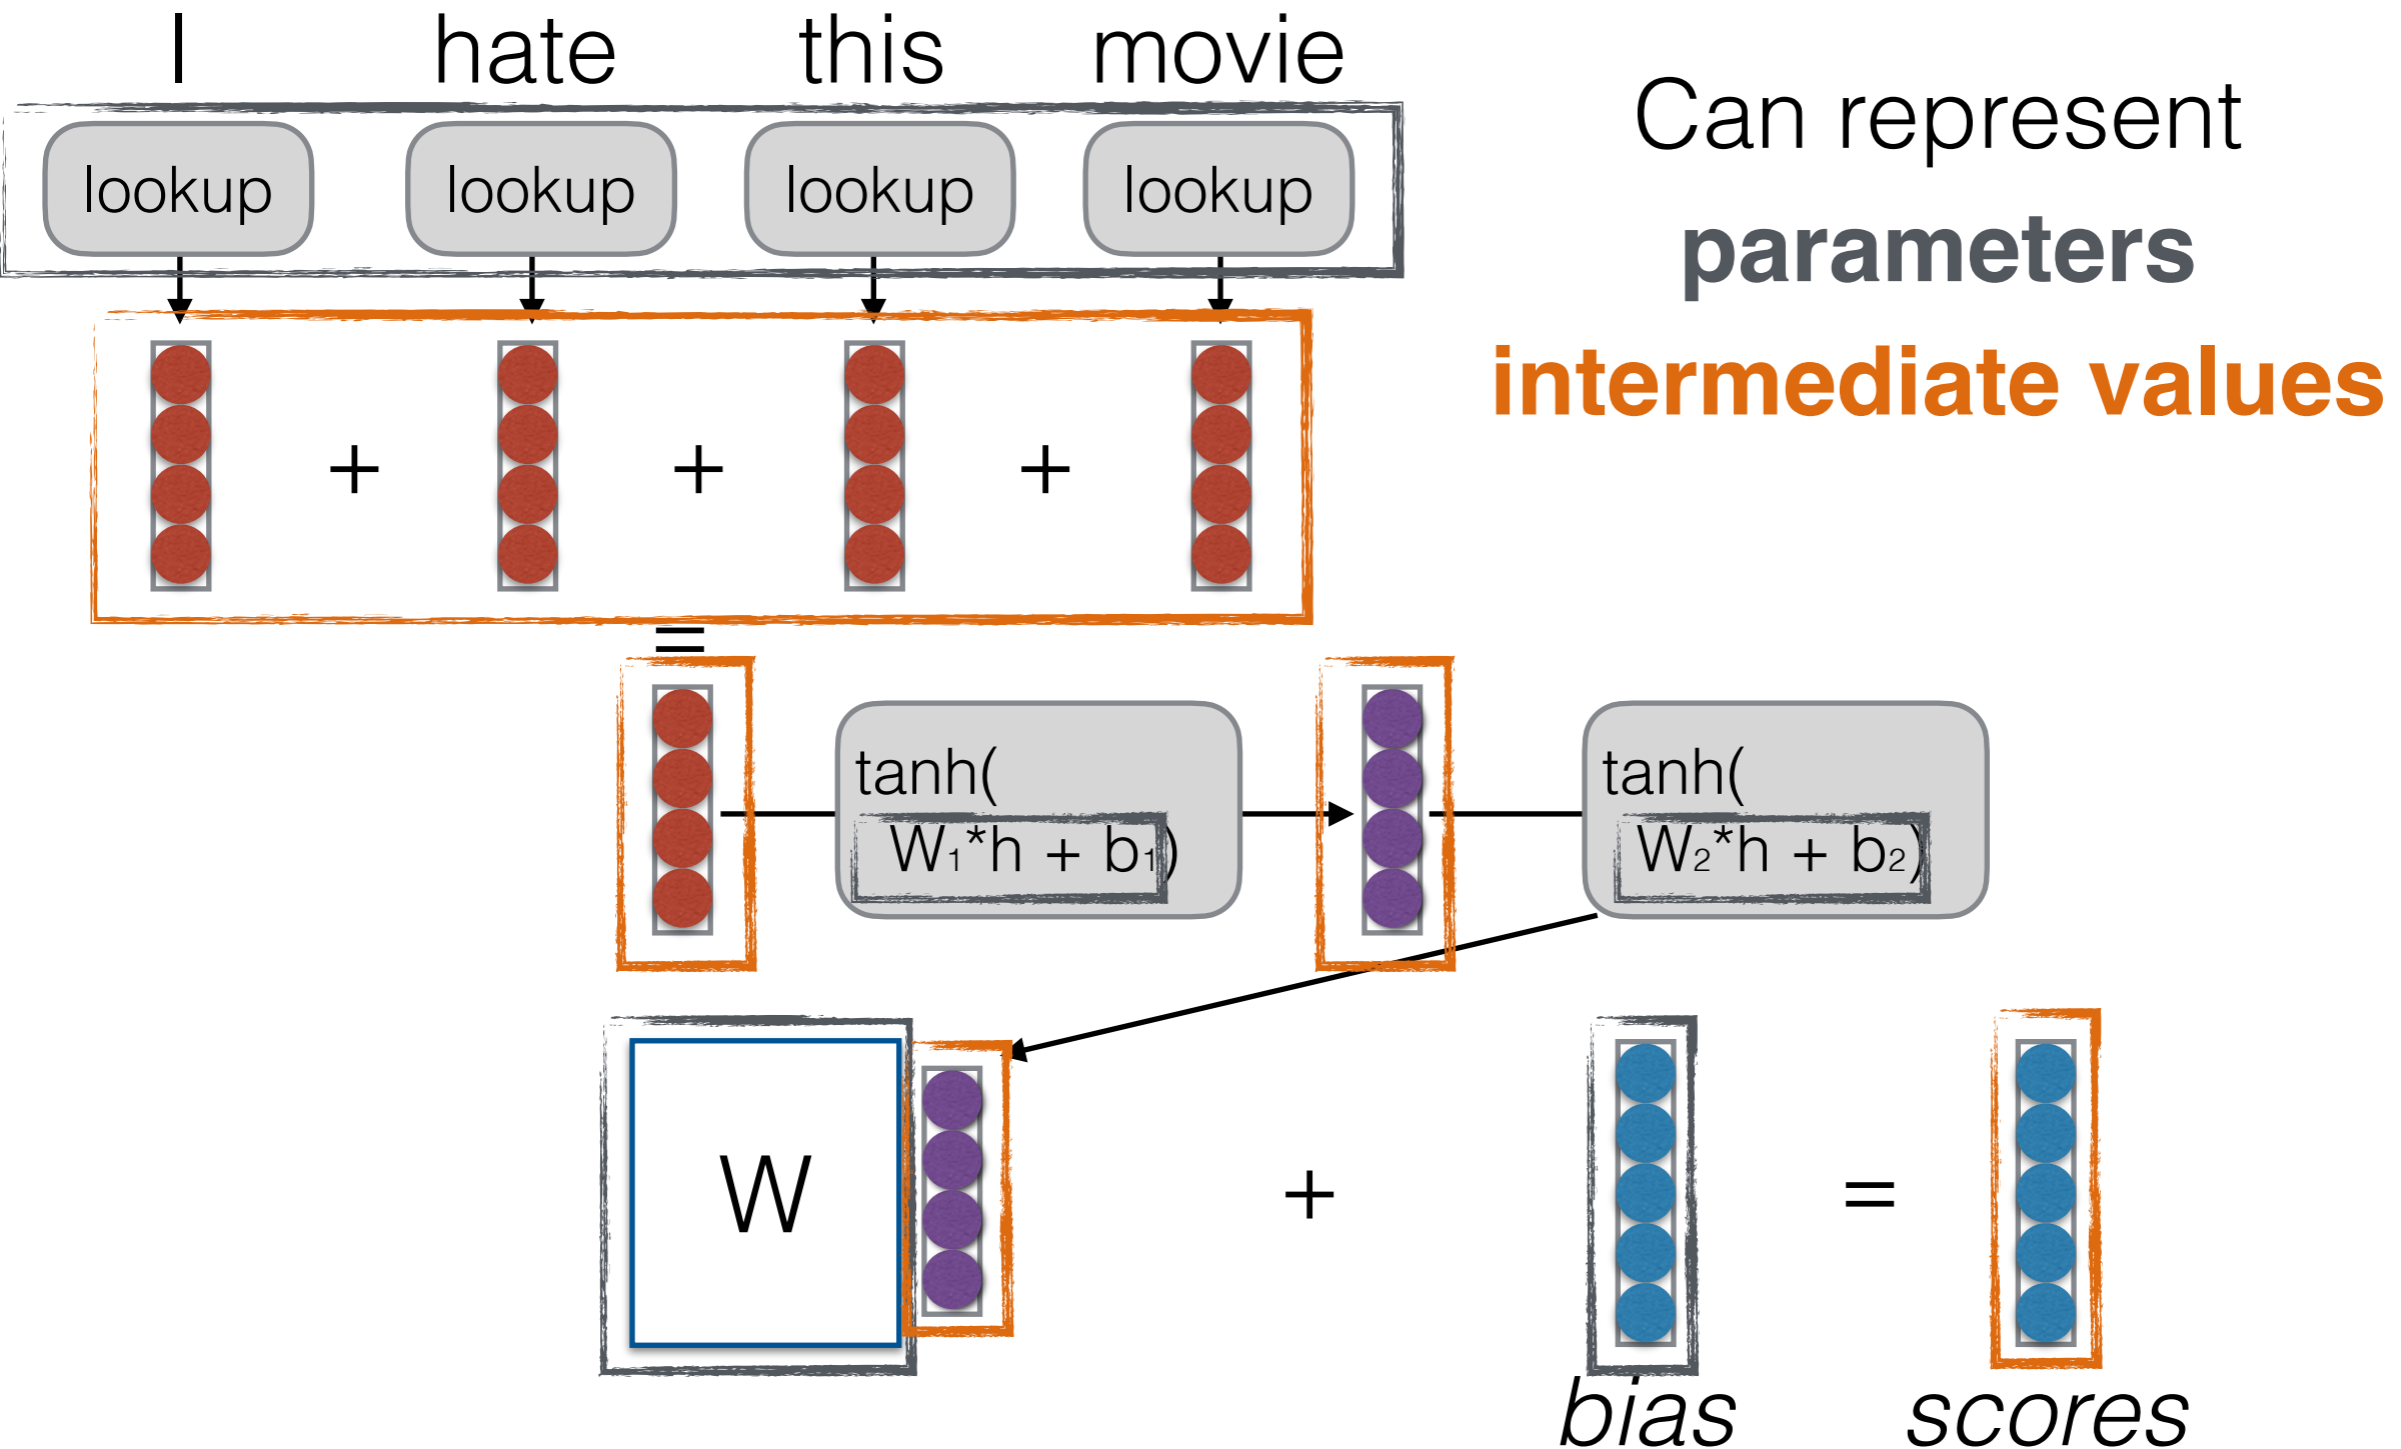 I hate this movie
Can represent
parameters
intermediate values
lookup lookup lookup lookup
+ + +
=
tanh(
W₁*h + b₁)
tanh(
W₂*h + b₂)
W + =
bias scores